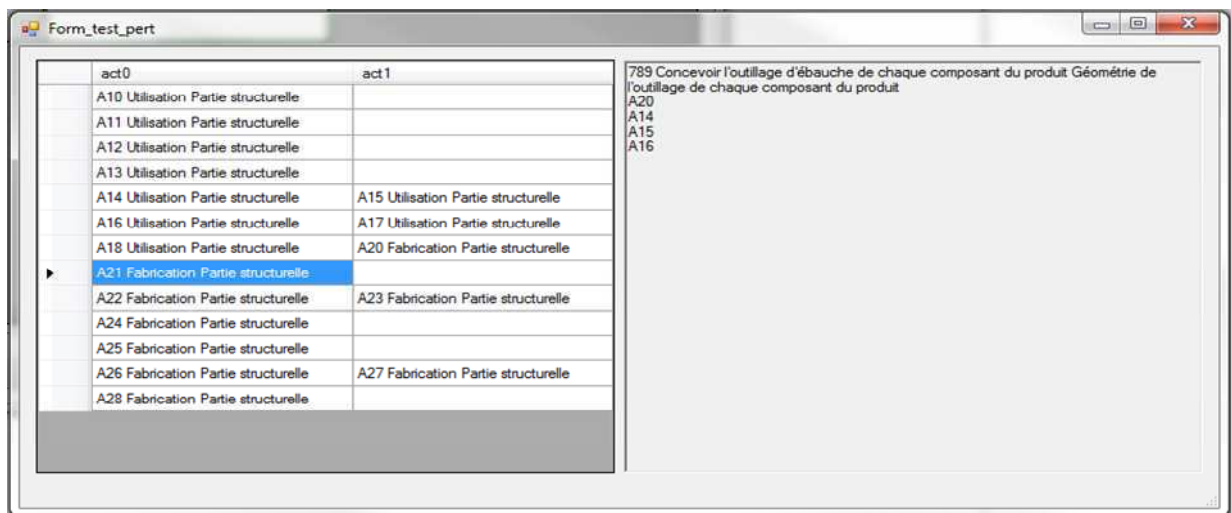 Form_test_pert
act0 act1
A10 Utilisation Partie structurelle
A11 Utilisation Partie structurelle
A12 Utilisation Partie structurelle
A13 Utilisation Partie structurelle
A14 Utilisation Partie structurelle A15 Utilisation Partie structurelle
A16 Utilisation Partie structurelle A17 Utilisation Partie structurelle
A18 Utilisation Partie structurelle A20 Fabrication Partie structurelle
A21 Fabrication Partie structurelle
A22 Fabrication Partie structurelle A23 Fabrication Partie structurelle
A24 Fabrication Partie structurelle
A25 Fabrication Partie structurelle
A26 Fabrication Partie structurelle A27 Fabrication Partie structurelle
A28 Fabrication Partie structurelle
789 Concevoir l'outillage d'ébauche de chaque composant du produit Géométrie de
l'outillage de chaque composant du produit
A20
A14
A15
A16